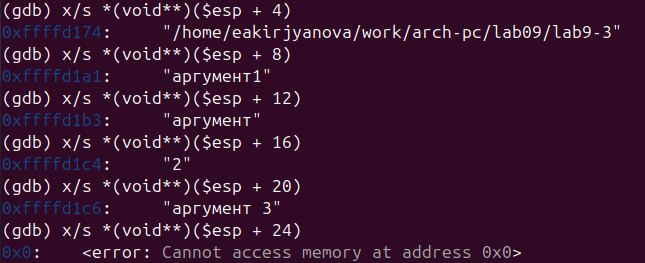 (gdb) x/s *(void**)($esp + 4)
0xffffd174:     "/home/eakirjyanova/work/arch-pc/lab09/lab9-3"
(gdb) x/s *(void**)($esp + 8)
0xffffd1a1:     "аргумент1"
(gdb) x/s *(void**)($esp + 12)
0xffffd1b3:     "аргумент"
(gdb) x/s *(void**)($esp + 16)
0xffffd1c4:     "2"
(gdb) x/s *(void**)($esp + 20)
0xffffd1c6:     "аргумент 3"
(gdb) x/s *(void**)($esp + 24)
0x0:    <error: Cannot access memory at address 0x0>